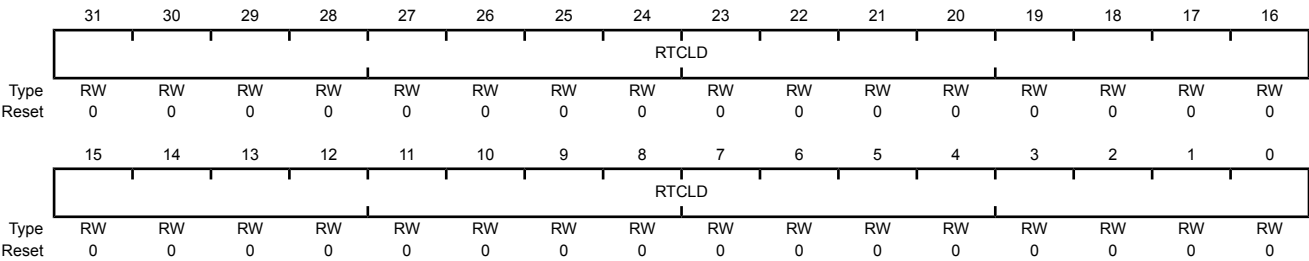 31 30 29 28 27 26 25 24 23 22 21 20 19 18 17 16
RTCLD
Type RW RW RW RW RW RW RW RW RW RW RW RW RW RW RW RW
Reset 0 0 0 0 0 0 0 0 0 0 0 0 0 0 0 0
15 14 13 12 11 10 9 8 7 6 5 4 3 2 1 0
RTCLD
Type RW RW RW RW RW RW RW RW RW RW RW RW RW RW RW RW
Reset 0 0 0 0 0 0 0 0 0 0 0 0 0 0 0 0